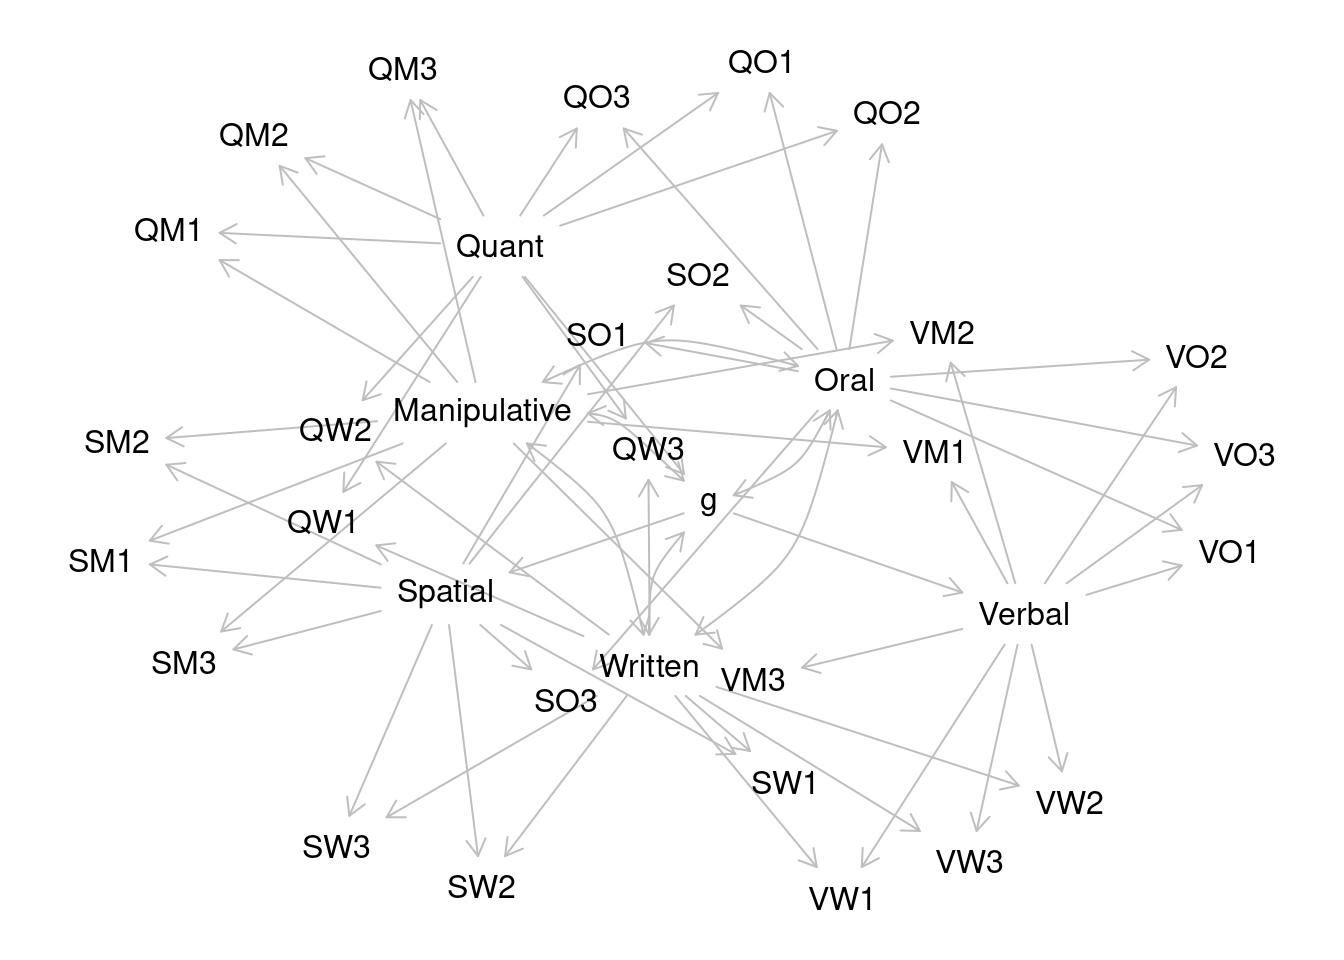 QO1
QM3
QO3
QO2
QM2
QM1
Quant
SO2
SO1
VM2
VO2
Oral
Manipulative
QW2
SM2
QW3
VM1
VO3
g
QW1
VO1
SM1
Spatial
Verbal
SM3
Written
VM3
SO3
SW1
VW2
SW3
VW3
SW2
VW1